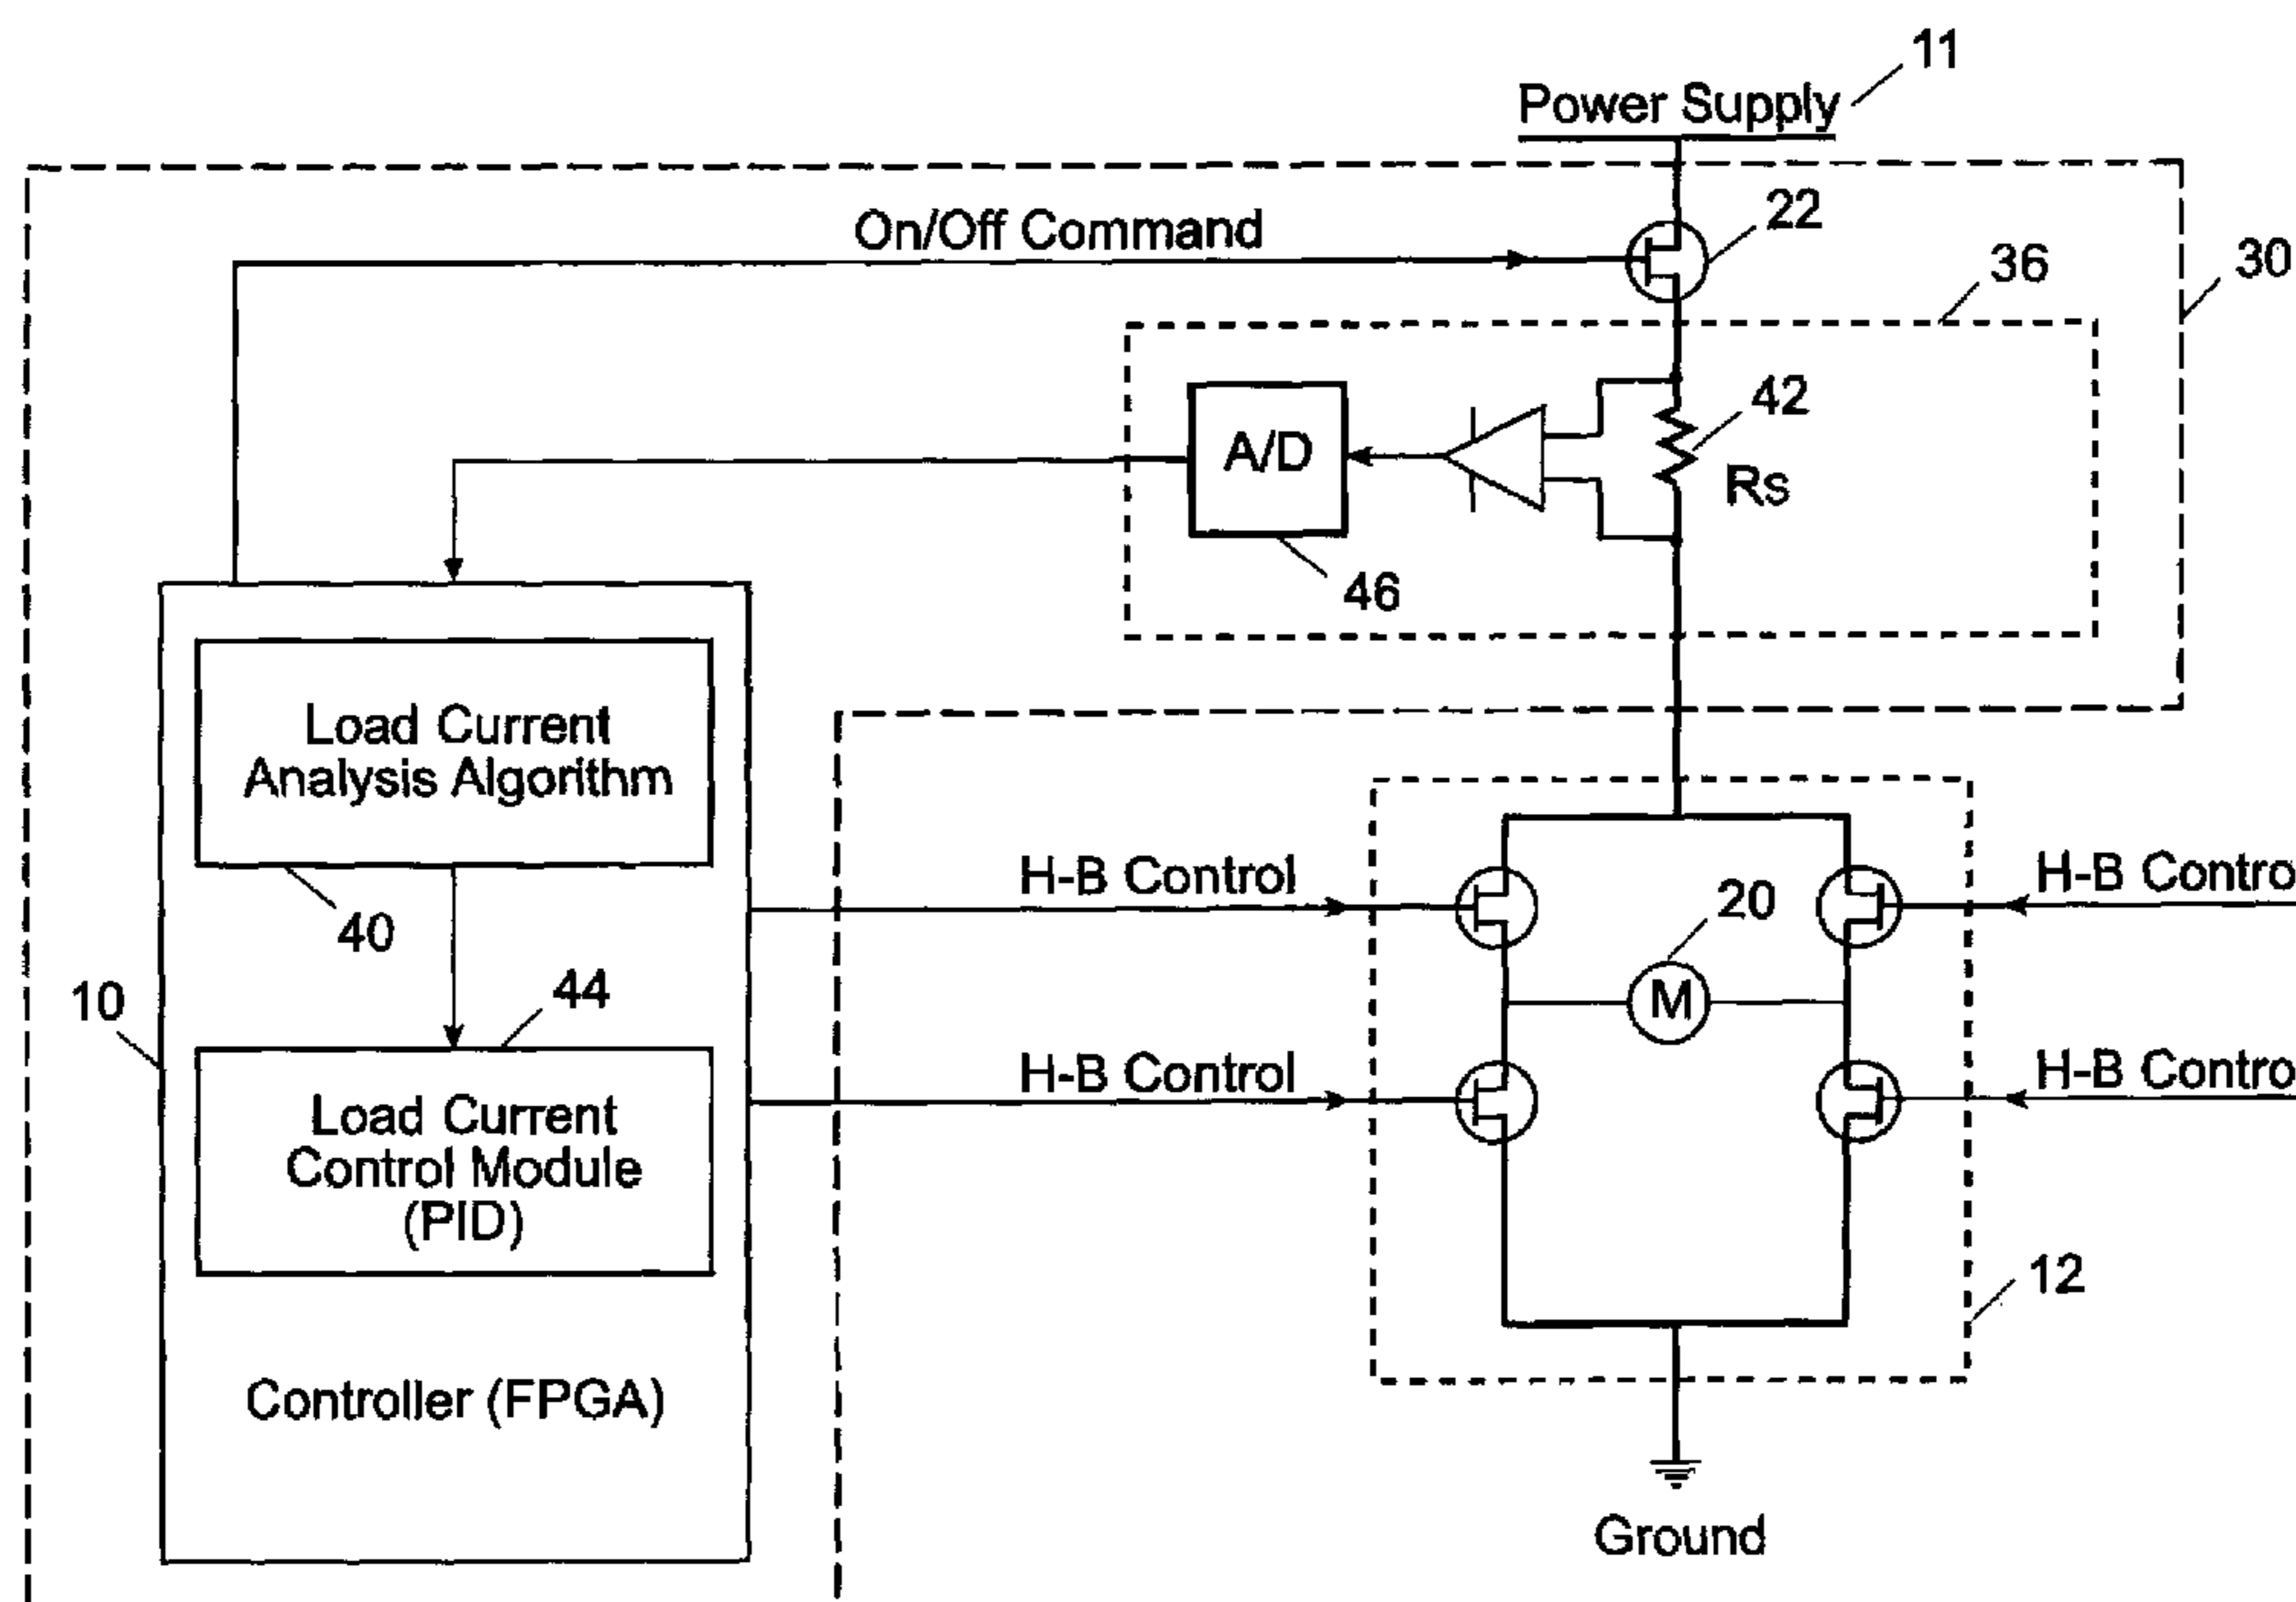 11
Power Supply
On/Off Command
22
36
30
A/D
42
Rs
46
Load Current
Analysis Algorithm
40
H-B Control
20
H-B Contro
M
10
44
Load Current
Control Module
(PID)
H-B Control
H-B Contro
12
Controller (FPGA)
Ground